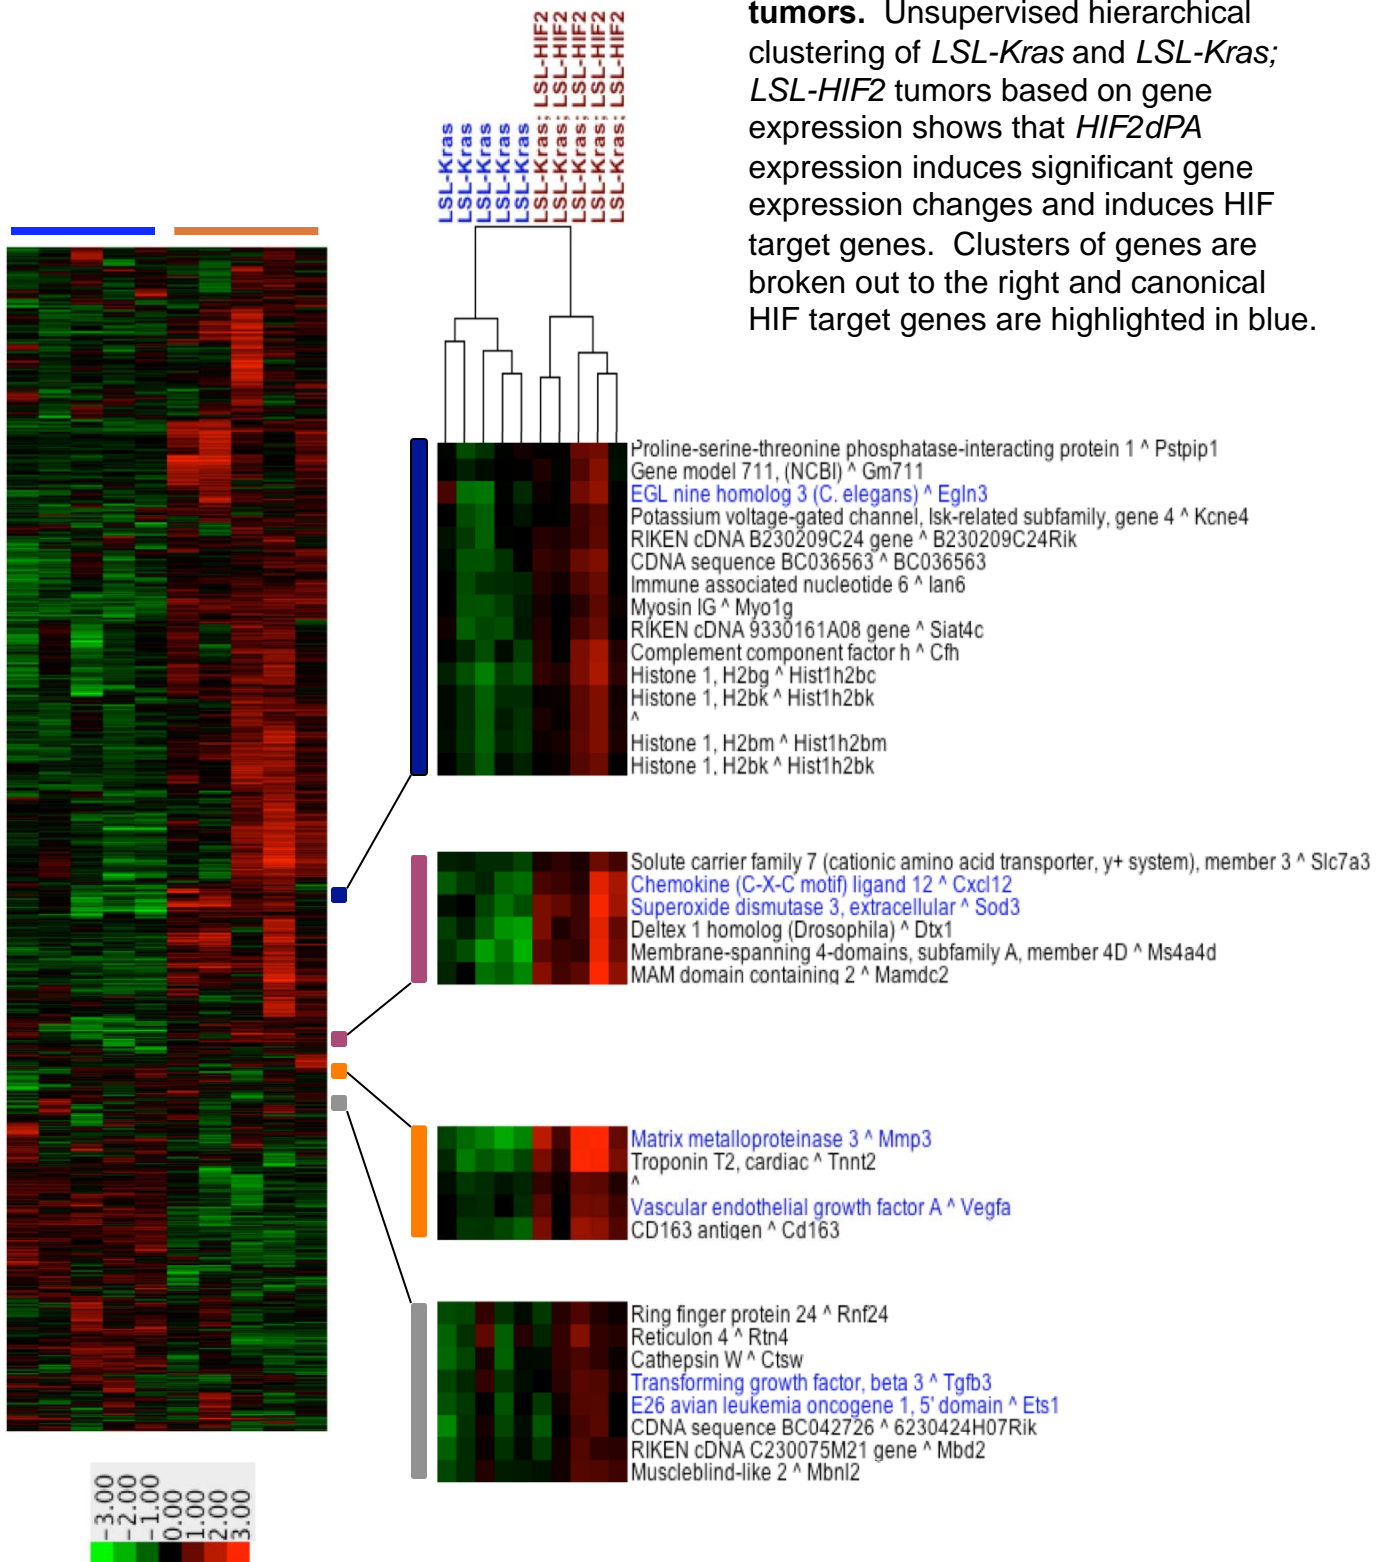 tumors. Unsupervised hierarchical
clustering of LSL-Kras and LSL-Kras;
LSL-HIF2 tumors based on gene
expression shows that HIF2dPA
expression induces significant gene
expression changes and induces HIF
target genes. Clusters of genes are
broken out to the right and canonical
HIF target genes are highlighted in blue.
LSL-Kras
LSL-Kras
LSL-Kras
LSL-Kras
LSL-Kras
LSL-Kras; LSL-HIF2
LSL-Kras; LSL-HIF2
LSL-Kras; LSL-HIF2
LSL-Kras; LSL-HIF2
LSL-Kras; LSL-HIF2
Proline-serine-threonine phosphatase-interacting protein 1 ^ Pstpip1
Gene model 711, (NCBI) ^ Gm711
EGL nine homolog 3 (C. elegans) ^ Egln3
Potassium voltage-gated channel, Isk-related subfamily, gene 4 ^ Kcne4
RIKEN cDNA B230209C24 gene ^ B230209C24Rik
CDNA sequence BC036563 ^ BC036563
Immune associated nucleotide 6 ^ Ian6
Myosin IG ^ Myo1g
RIKEN cDNA 9330161A08 gene ^ Siat4c
Complement component factor h ^ Cfh
Histone 1, H2bg ^ Hist1h2bc
Histone 1, H2bk ^ Hist1h2bk
^
Histone 1, H2bm ^ Hist1h2bm
Histone 1, H2bk ^ Hist1h2bk
Solute carrier family 7 (cationic amino acid transporter, y+ system), member 3 ^ Slc7a3
Chemokine (C-X-C motif) ligand 12 ^ Cxcl12
Superoxide dismutase 3, extracellular ^ Sod3
Deltex 1 homolog (Drosophila) ^ Dtx1
Membrane-spanning 4-domains, subfamily A, member 4D ^ Ms4a4d
MAM domain containing 2 ^ Mamdc2
Matrix metalloproteinase 3 ^ Mmp3
Troponin T2, cardiac ^ Tnnt2
^
Vascular endothelial growth factor A ^ Vegfa
CD163 antigen ^ Cd163
Ring finger protein 24 ^ Rnf24
Reticulon 4 ^ Rtn4
Cathepsin W ^ Ctsw
Transforming growth factor, beta 3 ^ Tgfb3
E26 avian leukemia oncogene 1, 5' domain ^ Ets1
CDNA sequence BC042726 ^ 6230424H07Rik
RIKEN cDNA C230075M21 gene ^ Mbd2
Muscleblind-like 2 ^ Mbnl2
-3.00
-2.00
-1.00
0.00
1.00
2.00
3.00